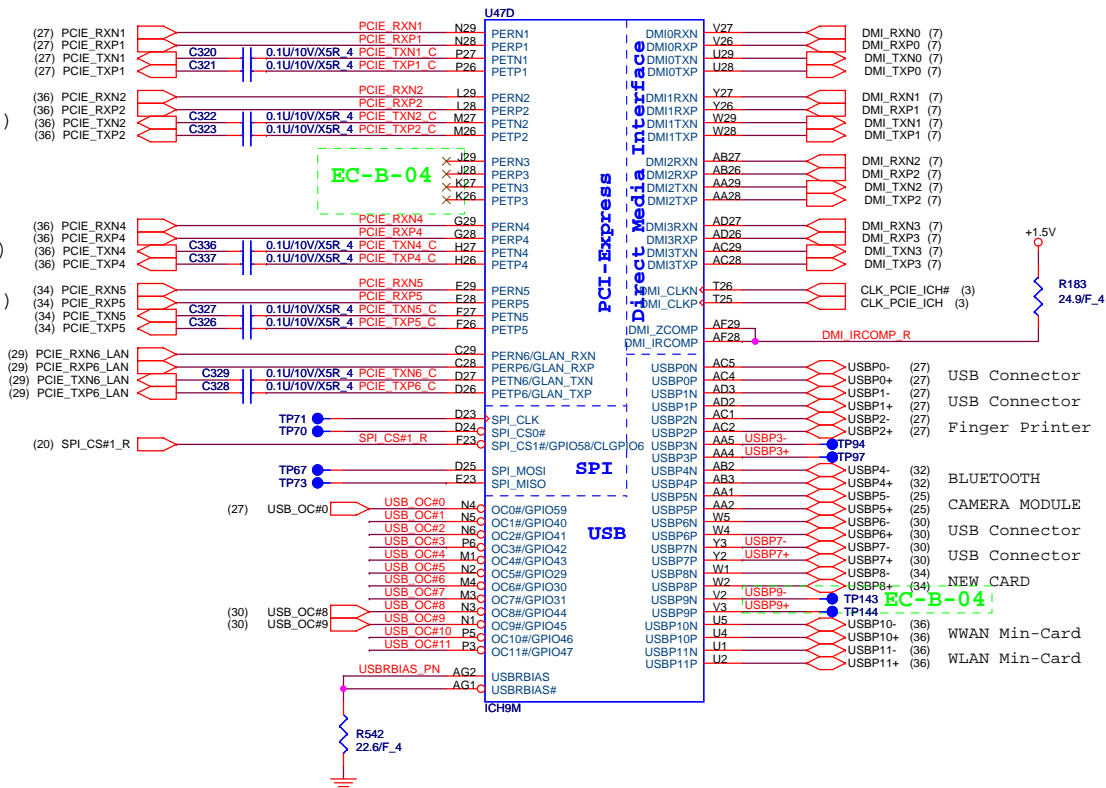 U47D
(27) PCIE_RXN1 PCIE_RXN1 N29 PERN1 DMI0RXN V27 DMI_RXN0 (7)
(27) PCIE_RXP1 PCIE_RXP1 N28 PERP1 DMI0RXP V26 DMI_RXP0 (7)
(27) PCIE_TXN1 C320 0.1U/10V/X5R_4 PCIE_TXN1_C P27 PETN1 DMI0TXN U29 DMI_TXN0 (7)
(27) PCIE_TXP1 C321 0.1U/10V/X5R_4 PCIE_TXP1_C P26 PETP1 DMI0TXP U28 DMI_TXP0 (7)
(36) PCIE_RXN2 PCIE_RXN2 L29 PERN2 DMI1RXN Y27 DMI_RXN1 (7)
(36) PCIE_RXP2 PCIE_RXP2 L28 PERP2 DMI1RXP Y26 DMI_RXP1 (7)
) (36) PCIE_TXN2 C322 0.1U/10V/X5R_4 PCIE_TXN2_C M27 PETN2 DMI1TXN W29 DMI_TXN1 (7)
(36) PCIE_TXP2 C323 0.1U/10V/X5R_4 PCIE_TXP2_C M26 PETP2 DMI1TXP W28 DMI_TXP1 (7)
J29 PERN3 DMI2RXN AB27 DMI_RXN2 (7)
EC-B-04 J28 PERP3 DMI2RXP AB26 DMI_RXP2 (7)
K27 PETN3 DMI2TXN AA29 DMI_TXN2 (7)
K26 PETP3 DMI2TXP AA28 DMI_TXP2 (7)
PCI-Express
Direct Media Interface
(36) PCIE_RXN4 PCIE_RXN4 G29 PERN4 DMI3RXN AD27 DMI_RXN3 (7)
(36) PCIE_RXP4 PCIE_RXP4 G28 PERP4 DMI3RXP AD26 DMI_RXP3 (7)
) (36) PCIE_TXN4 C336 0.1U/10V/X5R_4 PCIE_TXN4_C H27 PETN4 DMI3TXN AC29 DMI_TXN3 (7)
(36) PCIE_TXP4 C337 0.1U/10V/X5R_4 PCIE_TXP4_C H26 PETP4 DMI3TXP AC28 DMI_TXP3 (7)
+1.5V
(34) PCIE_RXN5 PCIE_RXN5 E29 PERN5 DMI_CLKN T26 CLK_PCIE_ICH# (3)
) (34) PCIE_RXP5 PCIE_RXP5 E28 PERP5 DMI_CLKP T25 CLK_PCIE_ICH (3)
R183
24.9/F_4
(34) PCIE_TXN5 C327 0.1U/10V/X5R_4 PCIE_TXN5_C F27 PETN5
(34) PCIE_TXP5 C326 0.1U/10V/X5R_4 PCIE_TXP5_C F26 PETP5 DMI_ZCOMP AF29
DMI_IRCOMP AF28 DMI_IRCOMP_R
(29) PCIE_RXN6_LAN C29 PERN6/GLAN_RXN
(29) PCIE_RXP6_LAN C28 PERP6/GLAN_RXP USBP0N AC5 USBP0- (27)
(29) PCIE_TXN6_LAN C329 0.1U/10V/X5R_4 PCIE_TXN6_C D27 PETN6/GLAN_TXN USBP0P AC4 USBP0+ (27) USB Connector
(29) PCIE_TXP6_LAN C328 0.1U/10V/X5R_4 PCIE_TXP6_C D26 PETP6/GLAN_TXP USBP1N AD3 USBP1- (27)
USBP1P AD2 USBP1+ (27) USB Connector
TP71 D23 SPI_CLK USBP2N AC1 USBP2- (27)
TP70 D24 SPI_CS0# USBP2P AC2 USBP2+ (27) Finger Printer
(20) SPI_CS#1_R SPI_CS#1_R F23 SPI_CS1#/GPIO58/CLGPIO6 USBP3N AA5 USBP3- TP94
USBP3P AA4 USBP3+ TP97
TP67 D25 SPI_MOSI SPI USBP4N AB2 USBP4- (32)
TP73 E23 SPI_MISO USBP4P AB3 USBP4+ (32) BLUETOOTH
USBP5N AA1 USBP5- (25)
(27) USB_OC#0 USB_OC#0 N4 OC0#/GPIO59 USBP5P AA2 USBP5+ (25) CAMERA MODULE
USB_OC#1 N5 OC1#/GPIO40 USBP6N W5 USBP6- (30)
USB_OC#2 N6 OC2#/GPIO41 USB USBP6P W4 USBP6+ (30) USB Connector
USB_OC#3 P6 OC3#/GPIO42 USBP7N Y3 USBP7- USBP7- (30)
USB_OC#4 M1 OC4#/GPIO43 USBP7P Y2 USBP7+ USBP7+ (30) USB Connector
USB_OC#5 N2 OC5#/GPIO29 USBP8N W1 USBP8- (34)
USB_OC#6 M4 OC6#/GPIO30 USBP8P W2 USBP8+ (34) NEW CARD
USB_OC#7 M3 OC7#/GPIO31 USBP9N V2 USBP9- TP143 EC-B-04
(30) USB_OC#8 USB_OC#8 N3 OC8#/GPIO44 USBP9P V3 USBP9+ TP144
(30) USB_OC#9 USB_OC#9 N1 OC9#/GPIO45 USBP10N U5 USBP10- (36)
USB_OC#10 P5 OC10#/GPIO46 USBP10P U4 USBP10+ (36) WWAN Min-Card
USB_OC#11 P3 OC11#/GPIO47 USBP11N U1 USBP11- (36)
USBP11P U2 USBP11+ (36) WLAN Min-Card
USBRBIAS_PN AG2 USBRBIAS
AG1 USBRBIAS#
ICH9M
R542
22.6/F_4